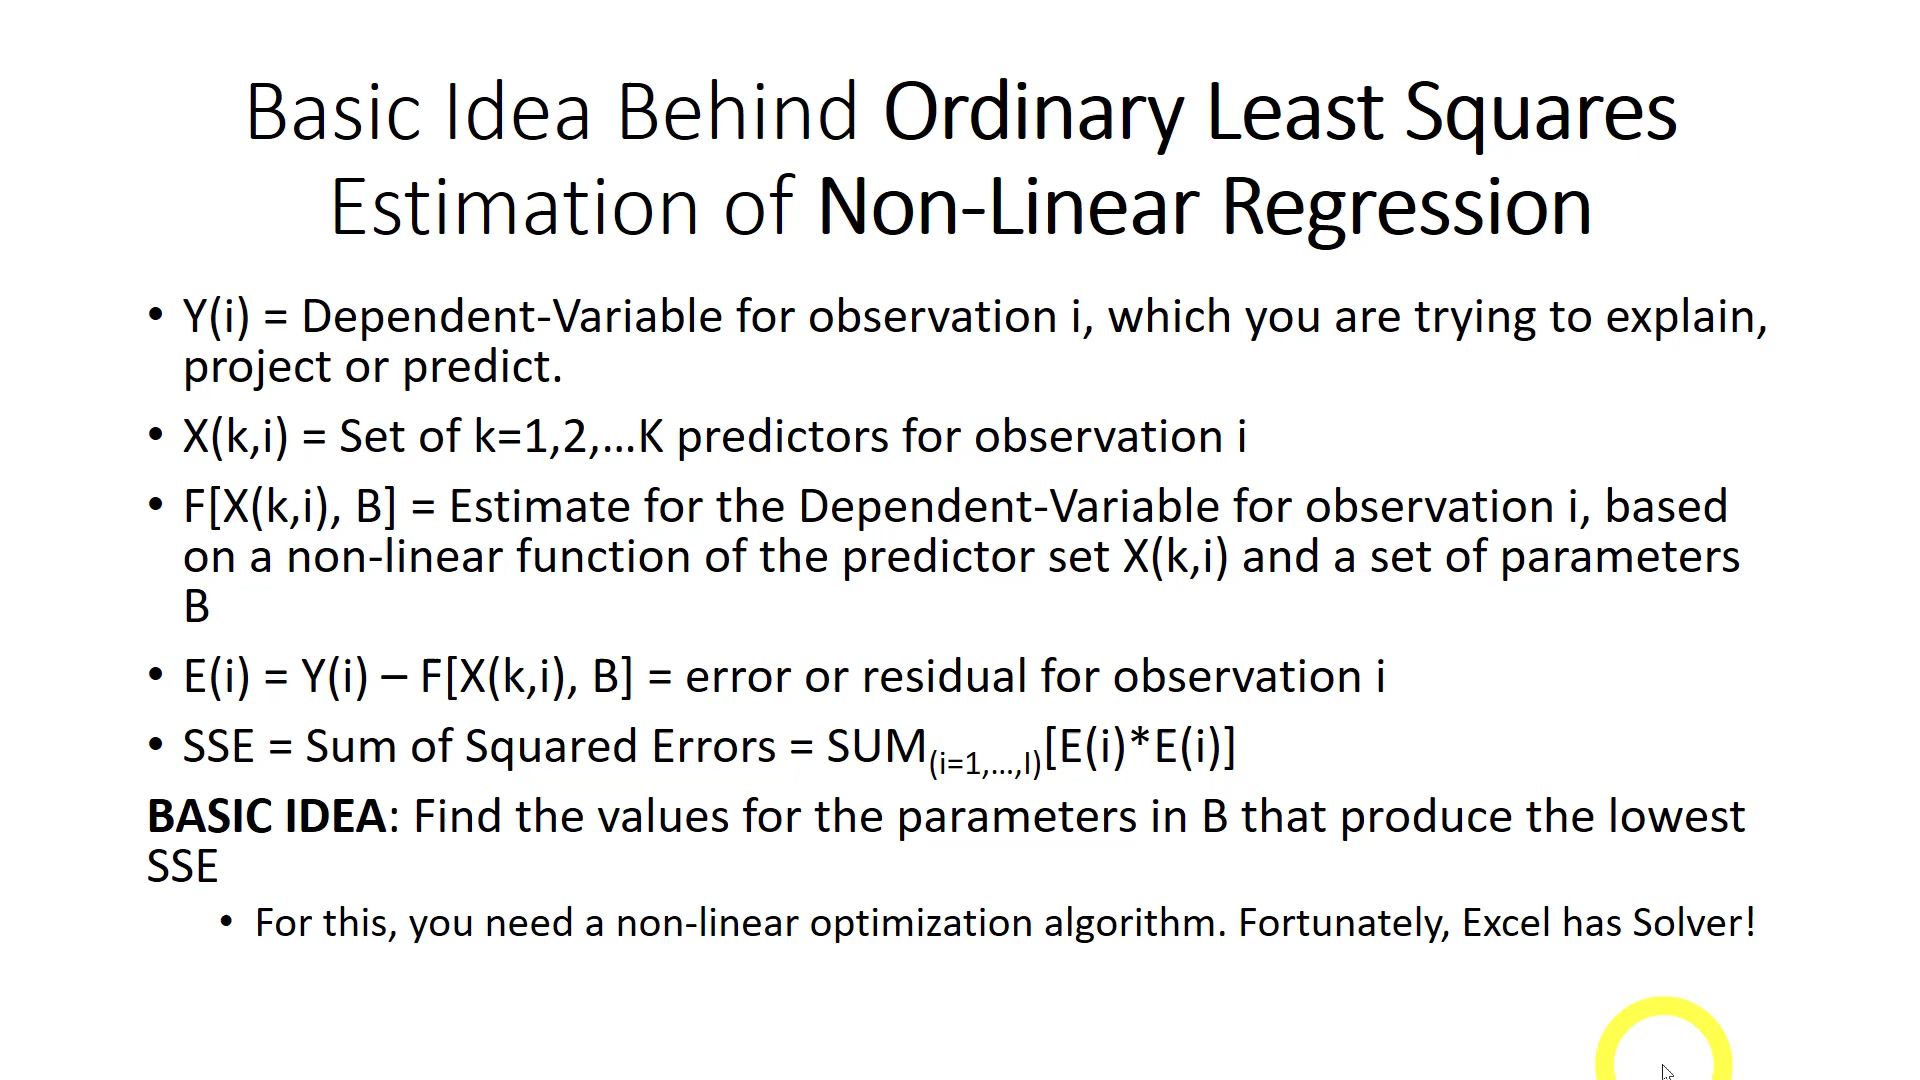 Basic Idea Behind Ordinary Least Squares
Estimation of Non-Linear Regression
• Y(i) = Dependent-Variable for observation i, which you are trying to explain,
project or predict.
• X(k,i) = Set of k=1,2,...K predictors for observation i
• F[X(k,i), B] = Estimate for the Dependent-Variable for observation i, based
on a non-linear function of the predictor set X(k,i) and a set of parameters
B
• E(i) = Y(i) – F[X(k,i), B] = error or residual for observation i
• SSE = Sum of Squared Errors = SUM(i=1,...,I)[E(i)*E(i)]
BASIC IDEA: Find the values for the parameters in B that produce the lowest
SSE
• For this, you need a non-linear optimization algorithm. Fortunately, Excel has Solver!